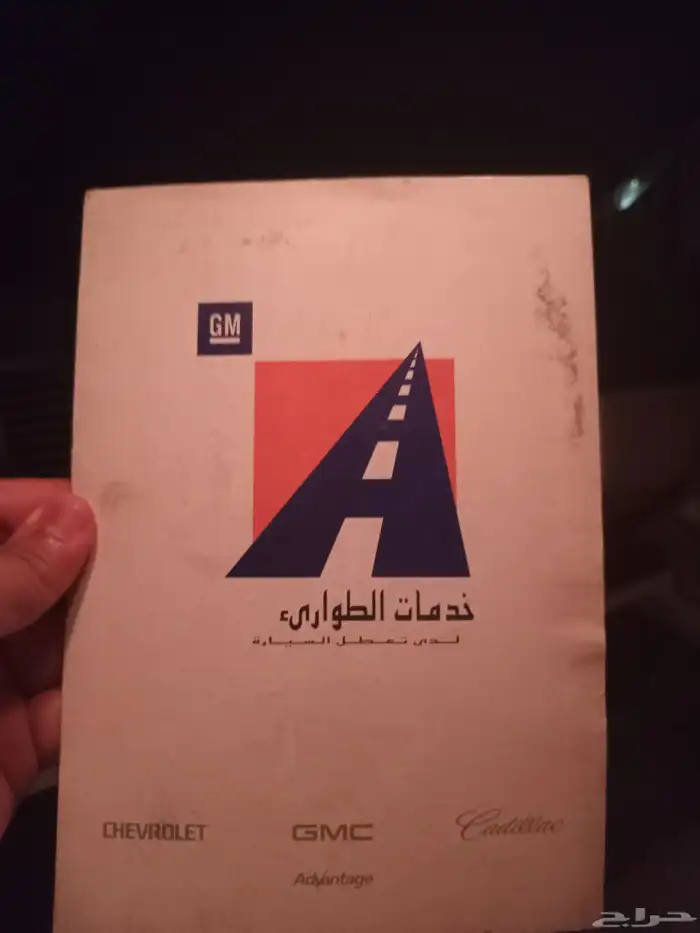 GM
خدمات الطوارىء
لدى تعطل السيارة
CHEVROLET
GMC
Cadillac
Advantage
حراج